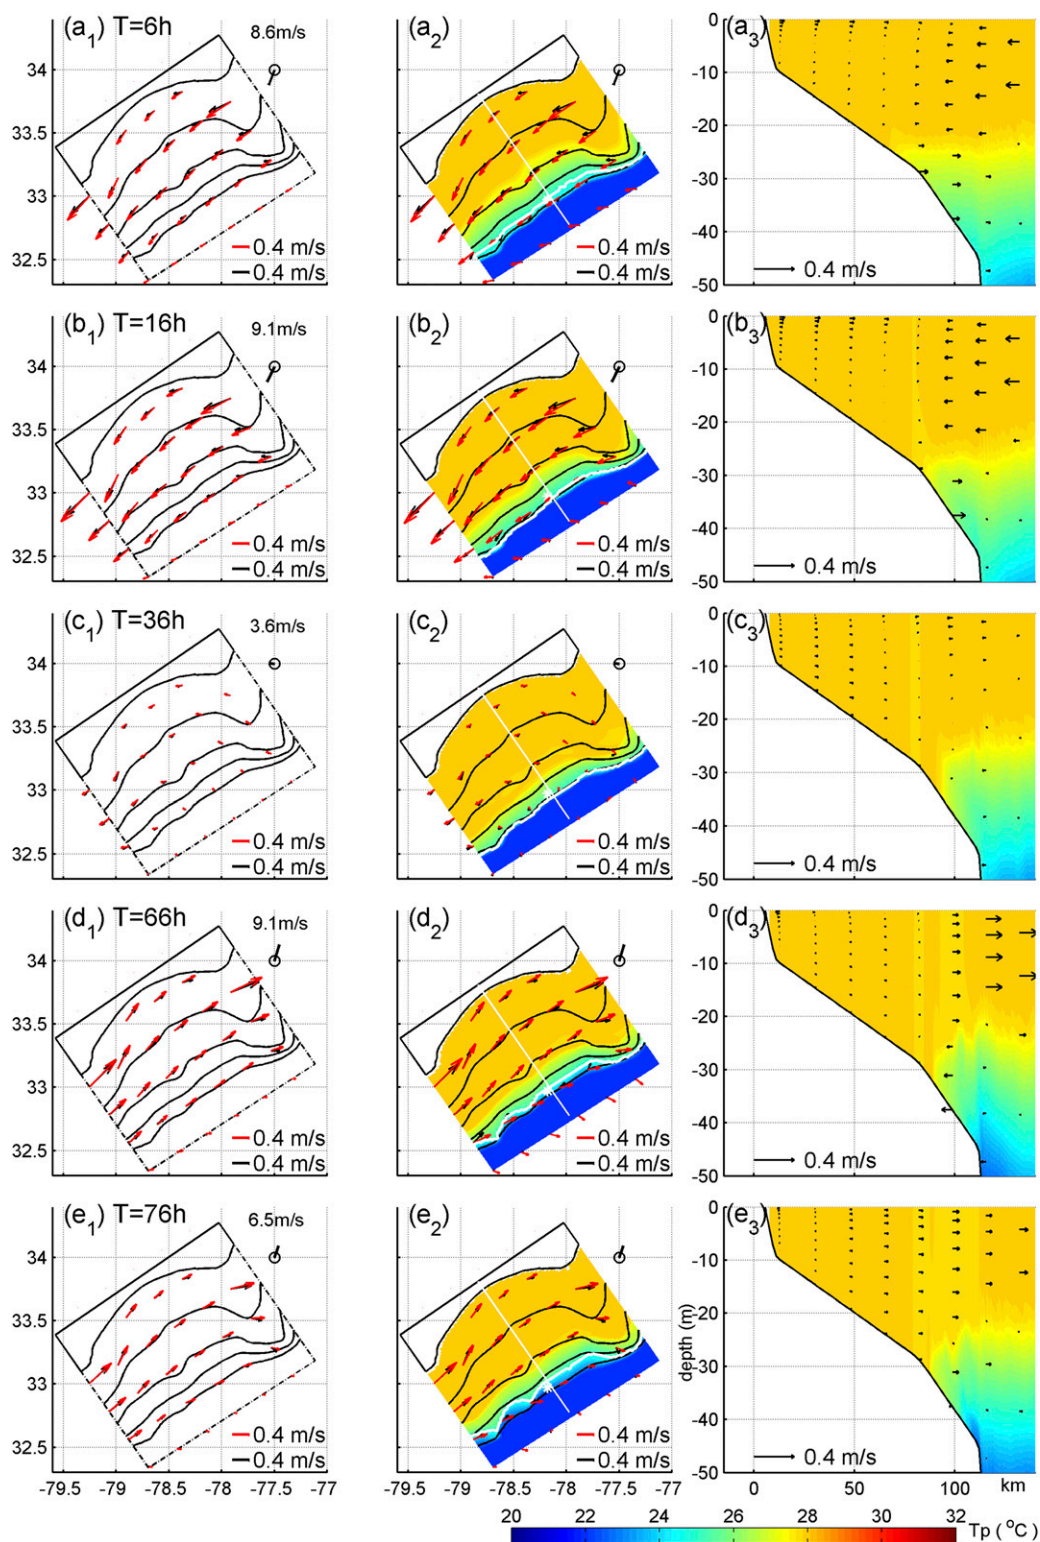 (a1) T=6h 8.6m/s (a2) (a3)
34
33.5
33
32.5
0.4 m/s
0.4 m/s
0.4 m/s
0.4 m/s
0
-10
-20
-30
-40
-50
0.4 m/s
(b1) T=16h 9.1m/s (b2) (b3)
34
33.5
33
32.5
0.4 m/s
0.4 m/s
0.4 m/s
0.4 m/s
0
-10
-20
-30
-40
-50
0.4 m/s
(c1) T=36h 3.6m/s (c2) (c3)
34
33.5
33
32.5
0.4 m/s
0.4 m/s
0.4 m/s
0.4 m/s
0
-10
-20
-30
-40
-50
0.4 m/s
(d1) T=66h 9.1m/s (d2) (d3)
34
33.5
33
32.5
0.4 m/s
0.4 m/s
0.4 m/s
0.4 m/s
0
-10
-20
-30
-40
-50
0.4 m/s
(e1) T=76h 6.5m/s (e2) (e3)
34
33.5
33
32.5
0.4 m/s
0.4 m/s
0.4 m/s
0.4 m/s
0
-10
-20
-30
-40
-50
depth (m)
0.4 m/s
-79.5 -79 -78.5 -78 -77.5 -77
-79.5 -79 -78.5 -78 -77.5 -77
0 50 100 km
20 22 24 26 28 30 32
Tp (°C)